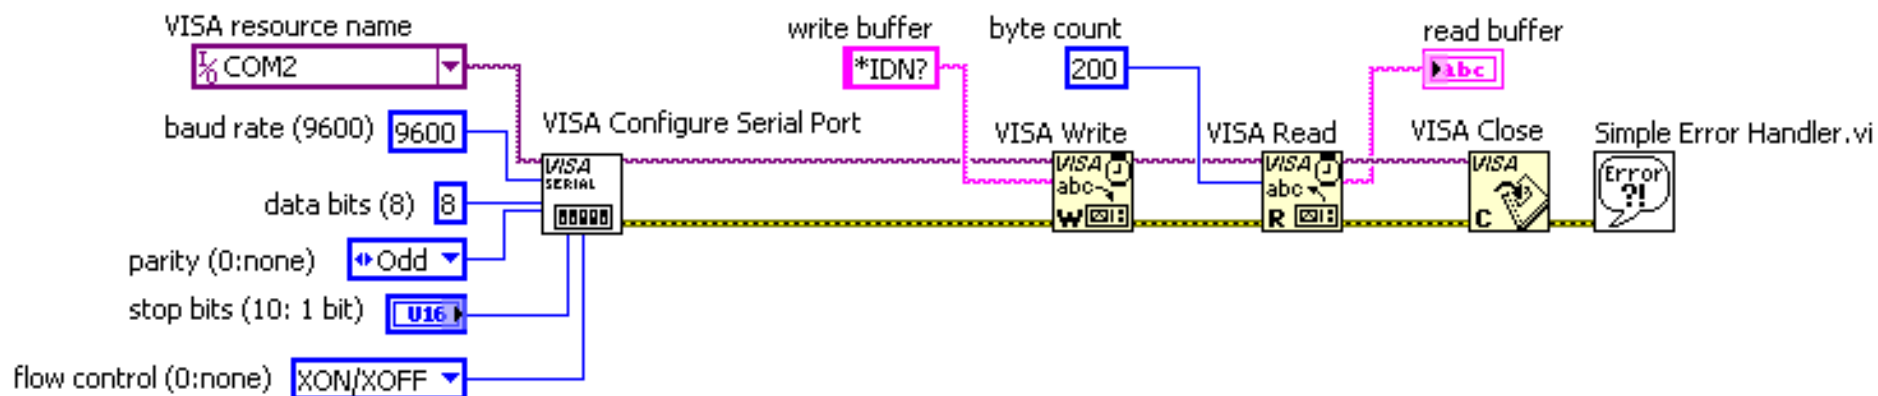 VISA resource name
I/O COM2
write buffer
*IDN?
byte count
200
read buffer
abc
baud rate (9600) 9600
VISA Configure Serial Port
VISA SERIAL
VISA Write
VISA abc W
VISA Read
VISA abc R
VISA Close
VISA C
Simple Error Handler.vi
Error ?!
data bits (8) 8
parity (0:none) Odd
stop bits (10: 1 bit) U16
flow control (0:none) XON/XOFF